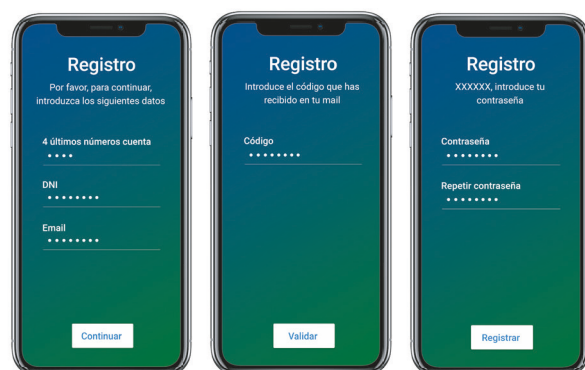 Registro
Por favor, para continuar,
introduzca los siguientes datos
4 últimos números cuenta
DNI
Email
Continuar
Registro
Introduce el código que has
recibido en tu mail
Código
Validar
Registro
XXXXXX, introduce tu
contraseña
Contraseña
Repetir contraseña
Registrar